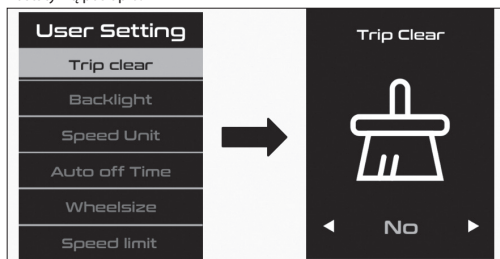 User Setting
Trip clear
Backlight
Speed Unit
Auto off Time
Wheelsize
Speed limit
Trip Clear
No